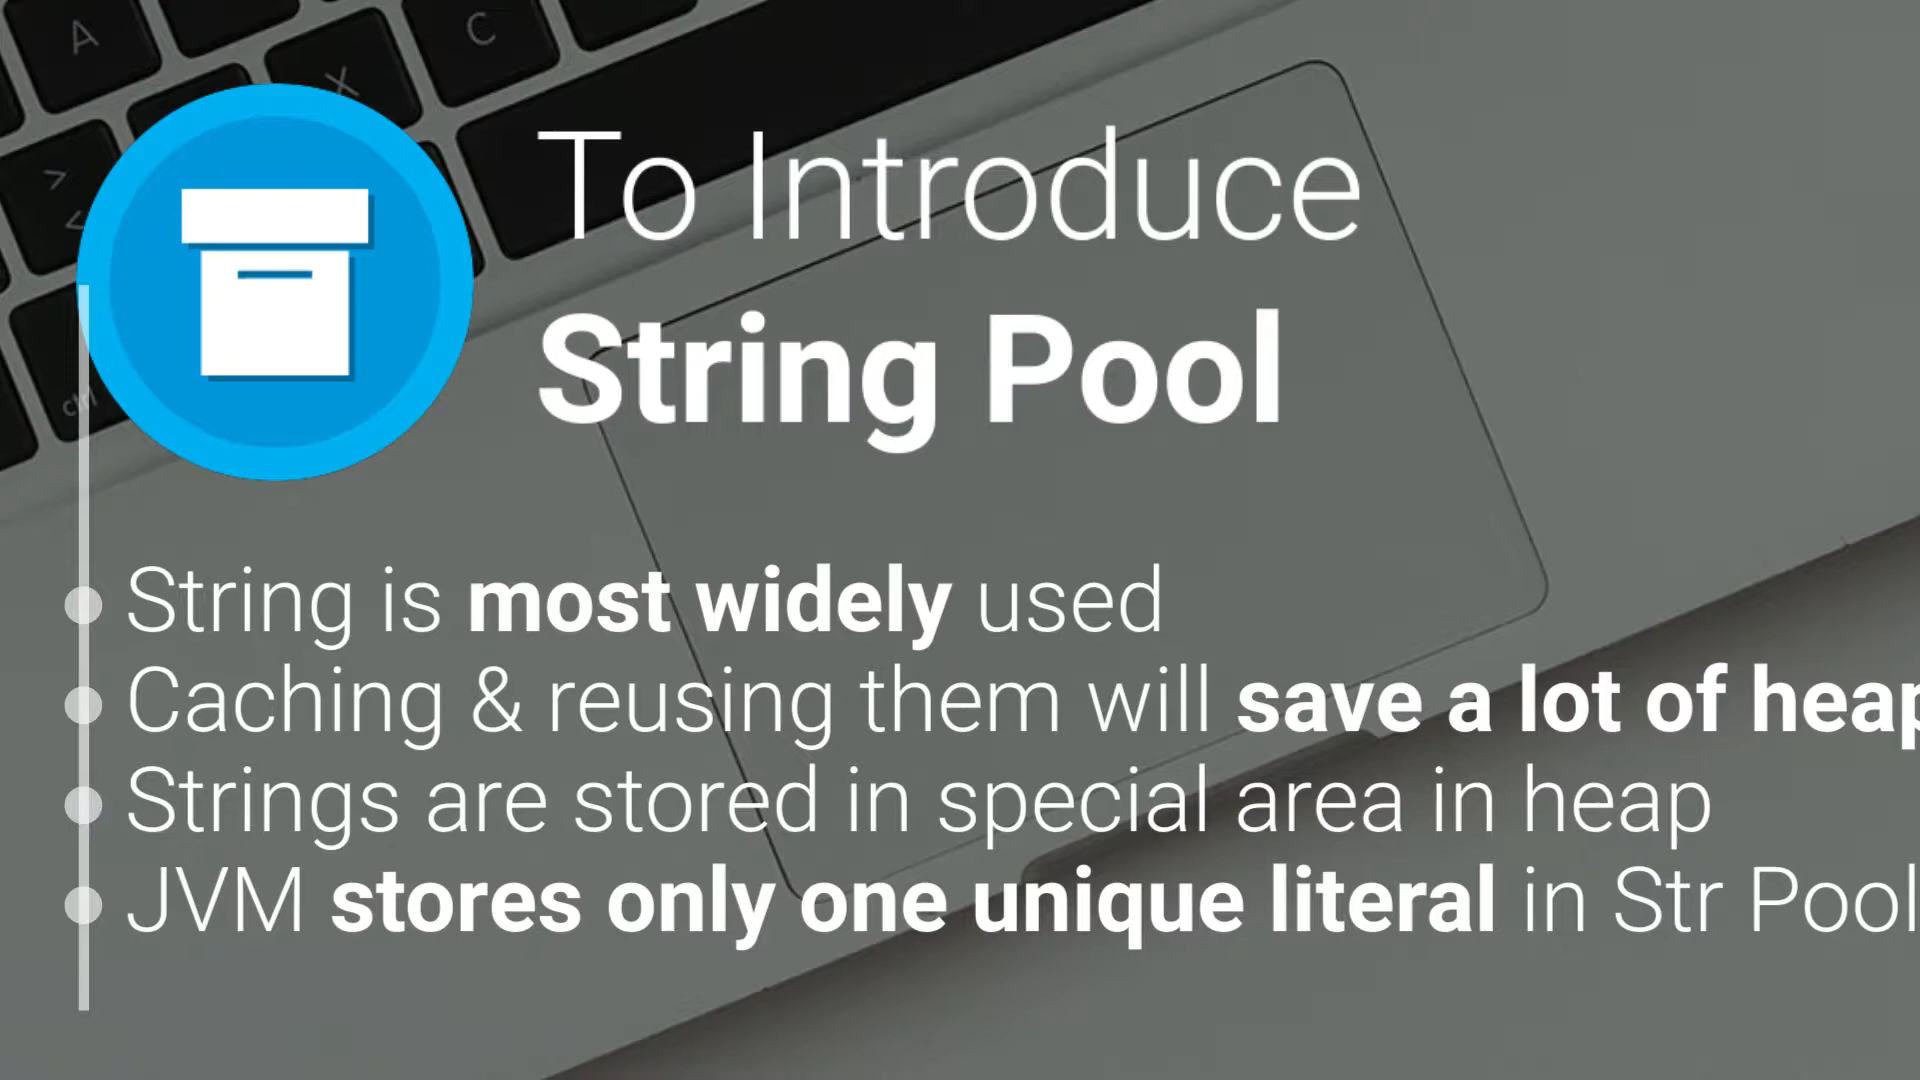 A
C
X
>
<
ctrl
To Introduce
String Pool
String is most widely used
Caching & reusing them will save a lot of heap
Strings are stored in special area in heap
JVM stores only one unique literal in Str Pool